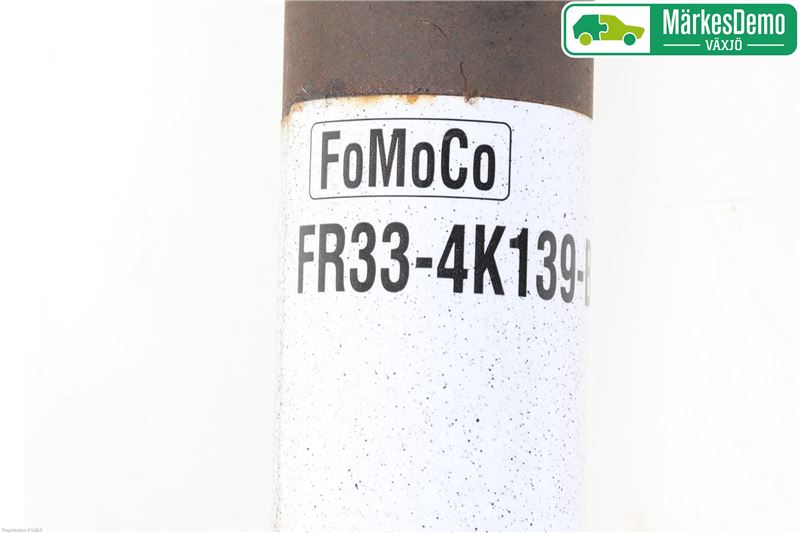 MärkesDemo
VÄXJÖ
FoMoCo
FR33-4K139-